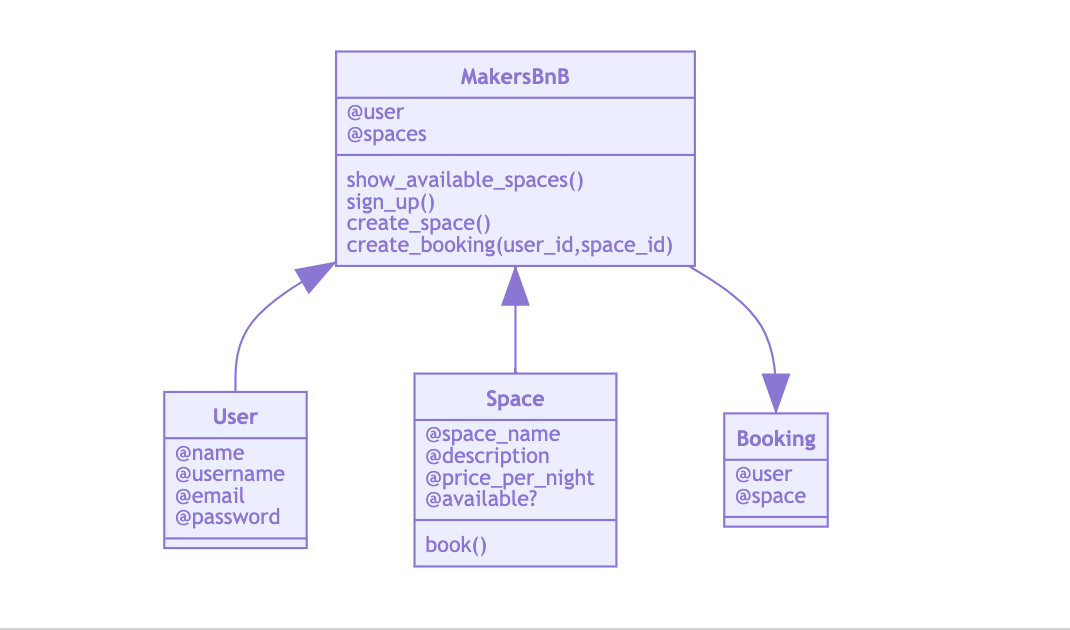 MakersBnB
@user
@spaces
show_available_spaces()
sign_up()
create_space()
create_booking(user_id,space_id)
User
@name
@username
@email
@password
Space
@space_name
@description
@price_per_night
@available?
book()
Booking
@user
@space